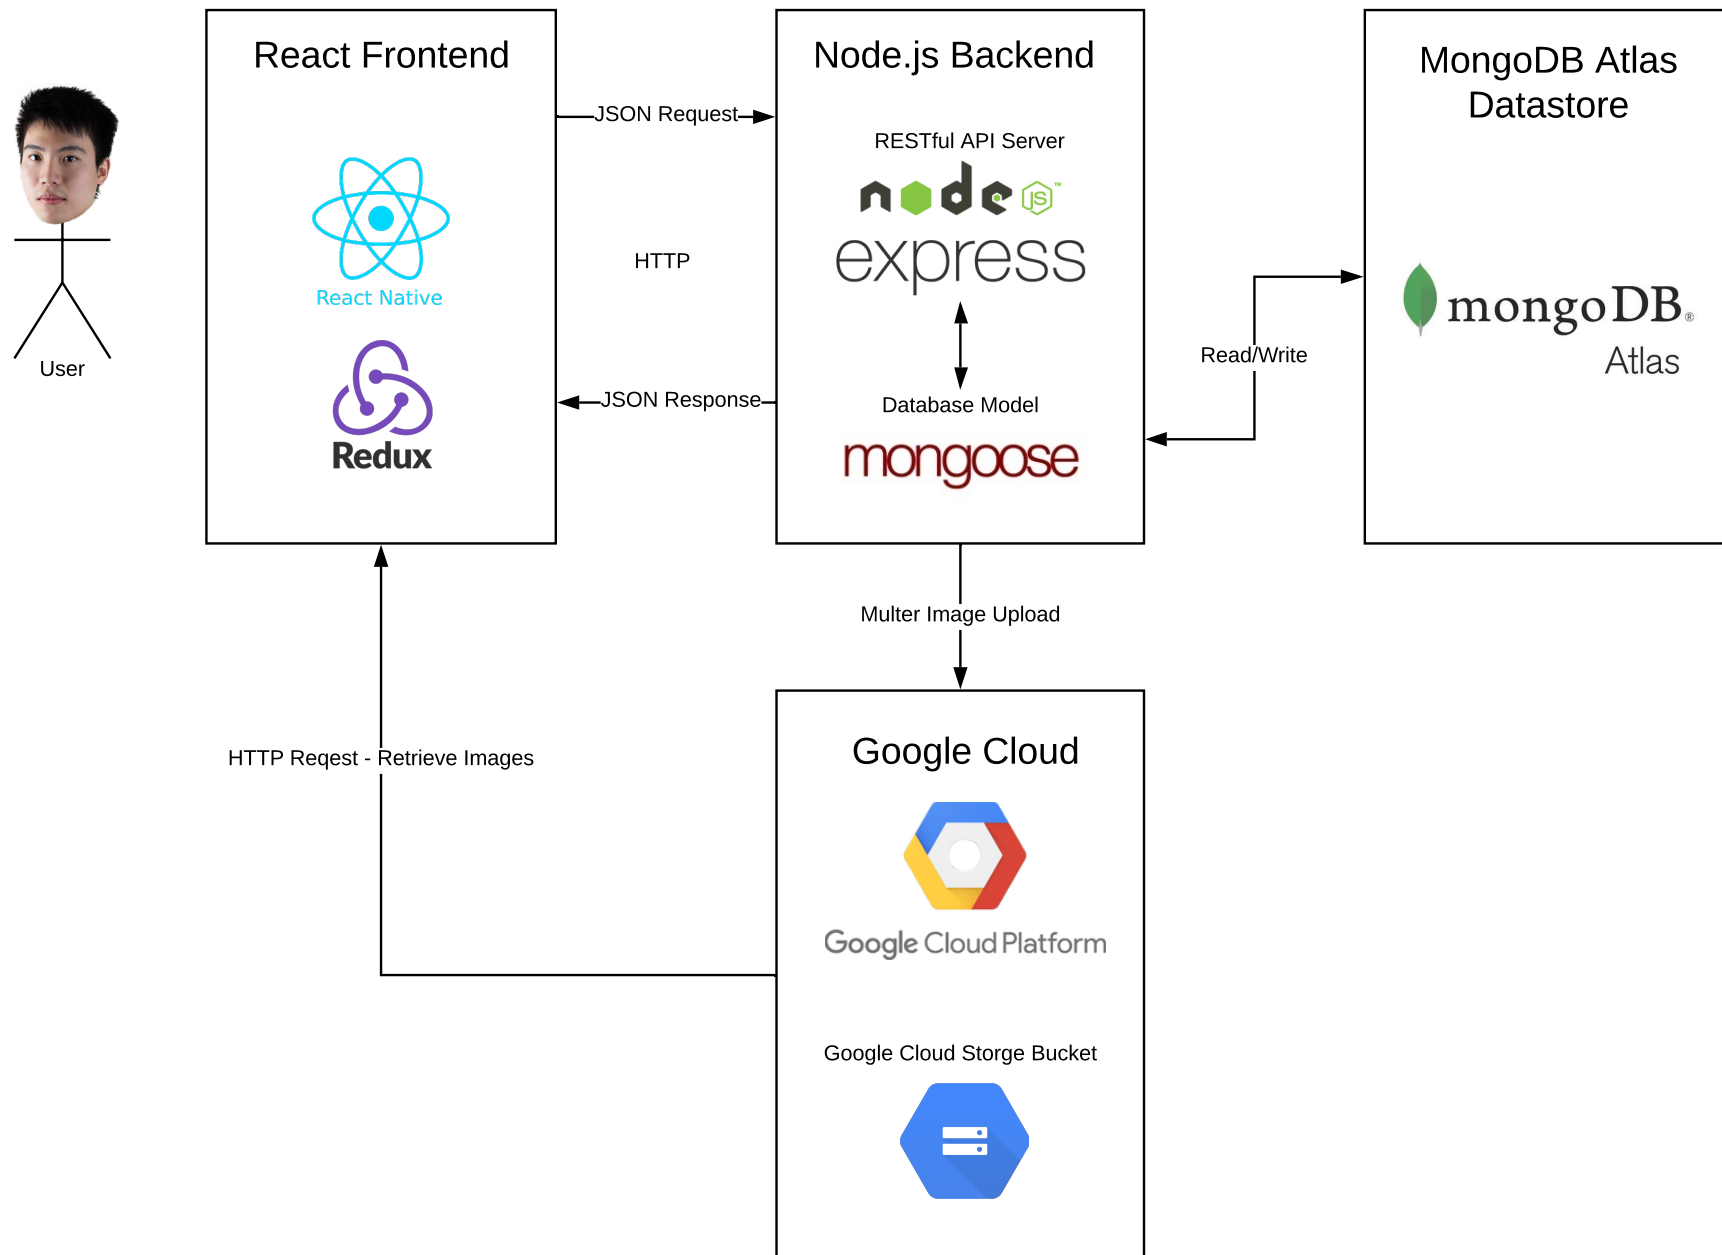 React Frontend
Node.js Backend
MongoDB Atlas
Datastore
JSON Request
RESTful API Server
node JS ™
express
HTTP
React Native
mongoDB®
Atlas
Read/Write
User
JSON Response
Database Model
Redux
mongoose
Multer Image Upload
HTTP Reqest - Retrieve Images
Google Cloud
Google Cloud Platform
Google Cloud Storge Bucket